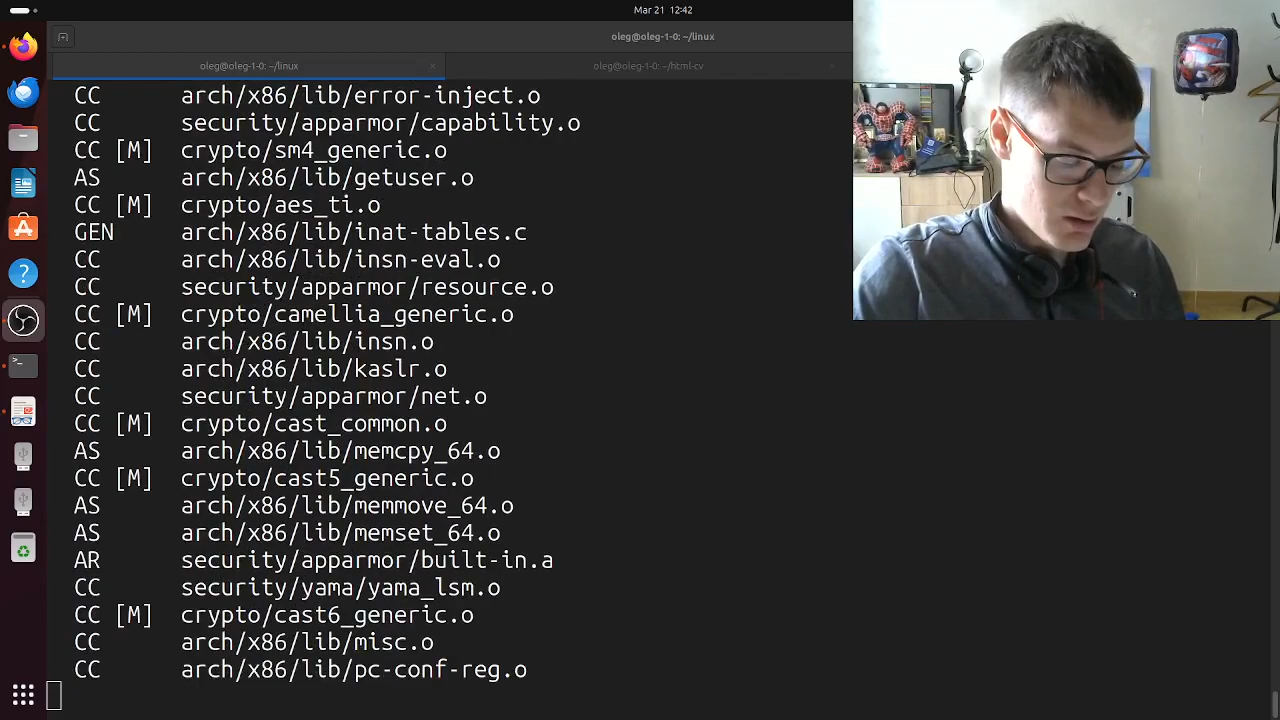 Mar 21 12:42
oleg@oleg-1-0: ~/linux
oleg@oleg-1-0: ~/linux × oleg@oleg-1-0: ~/html-cv
CC arch/x86/lib/error-inject.o
CC security/apparmor/capability.o
CC [M] crypto/sm4_generic.o
AS arch/x86/lib/getuser.o
CC [M] crypto/aes_ti.o
GEN arch/x86/lib/inat-tables.c
CC arch/x86/lib/insn-eval.o
CC security/apparmor/resource.o
CC [M] crypto/camellia_generic.o
CC arch/x86/lib/insn.o
CC arch/x86/lib/kaslr.o
CC security/apparmor/net.o
CC [M] crypto/cast_common.o
AS arch/x86/lib/memcpy_64.o
CC [M] crypto/cast5_generic.o
AS arch/x86/lib/memmove_64.o
AS arch/x86/lib/memset_64.o
AR security/apparmor/built-in.a
CC security/yama/yama_lsm.o
CC [M] crypto/cast6_generic.o
CC arch/x86/lib/misc.o
CC arch/x86/lib/pc-conf-reg.o